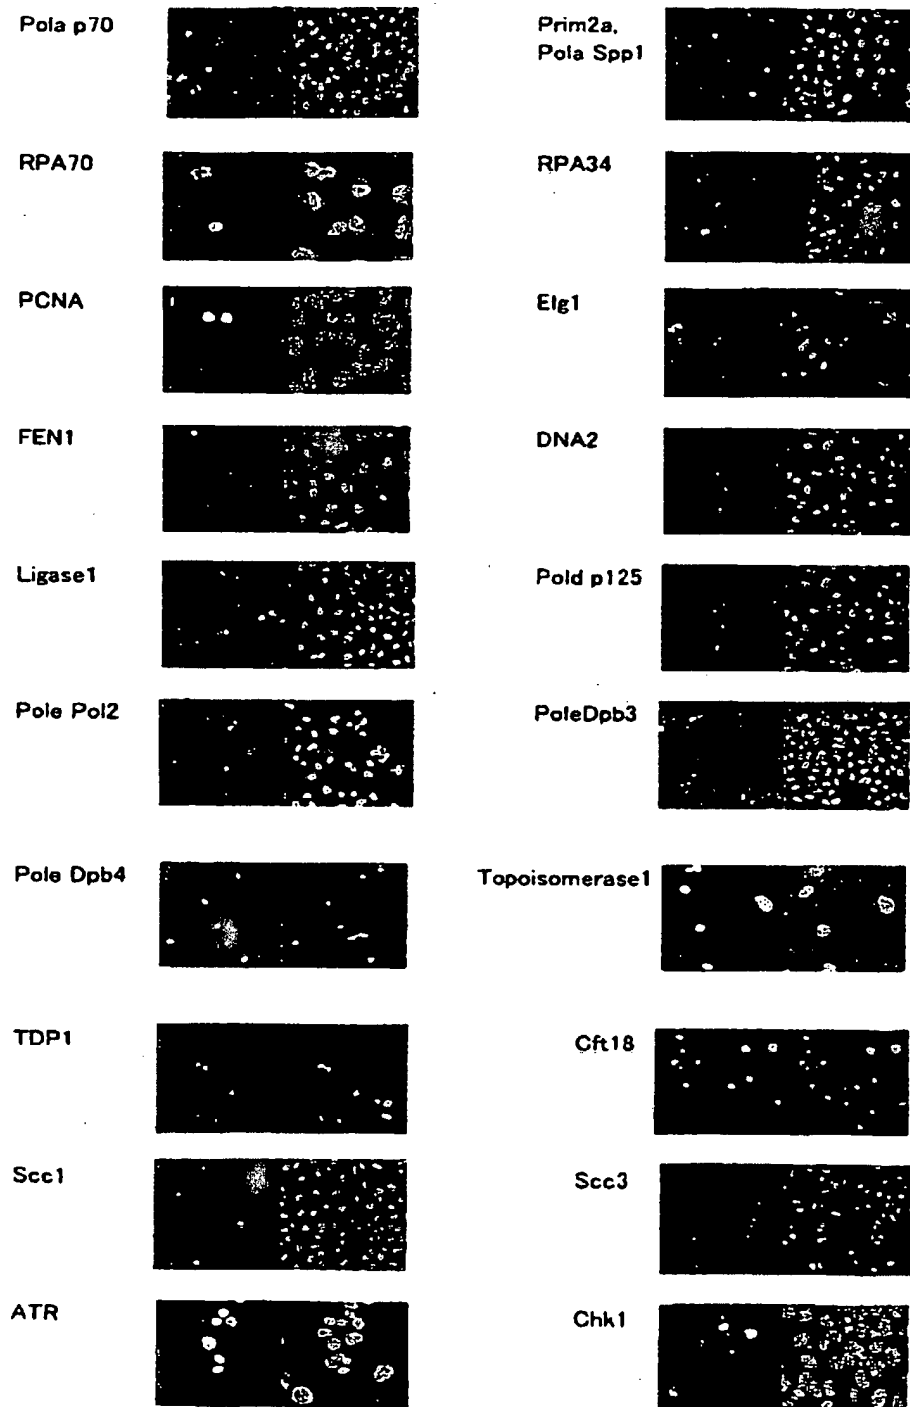 Pola p70
Prim2a,
Pola Spp1
RPA70
RPA34
PCNA
Elg1
FEN1
DNA2
Ligase1
Pold p125
Pole Pol2
PoleDpb3
Pole Dpb4
Topoisomerase1
TDP1
Cft18
Scc1
Scc3
ATR
Chk1